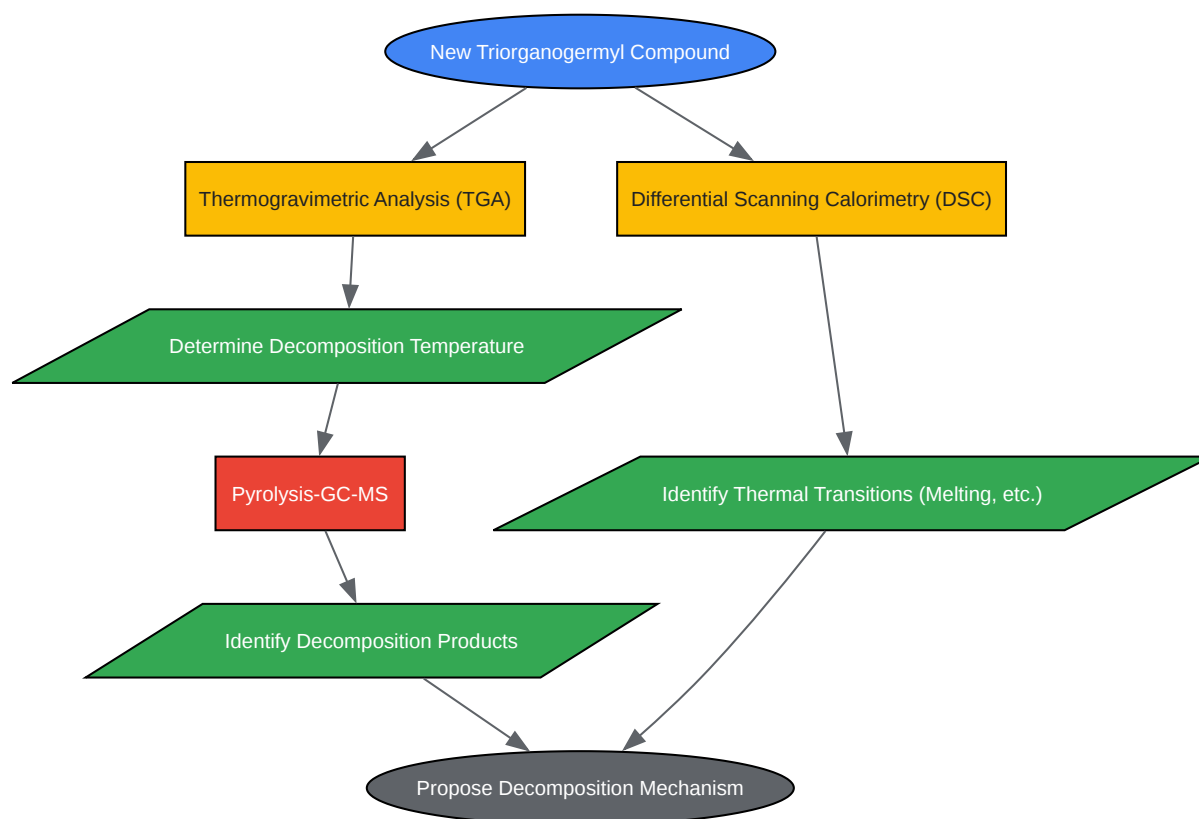 New Triorganogermyl Compound
Thermogravimetric Analysis (TGA)
Differential Scanning Calorimetry (DSC)
Determine Decomposition Temperature
Pyrolysis-GC-MS
Identify Thermal Transitions (Melting, etc.)
Identify Decomposition Products
Propose Decomposition Mechanism